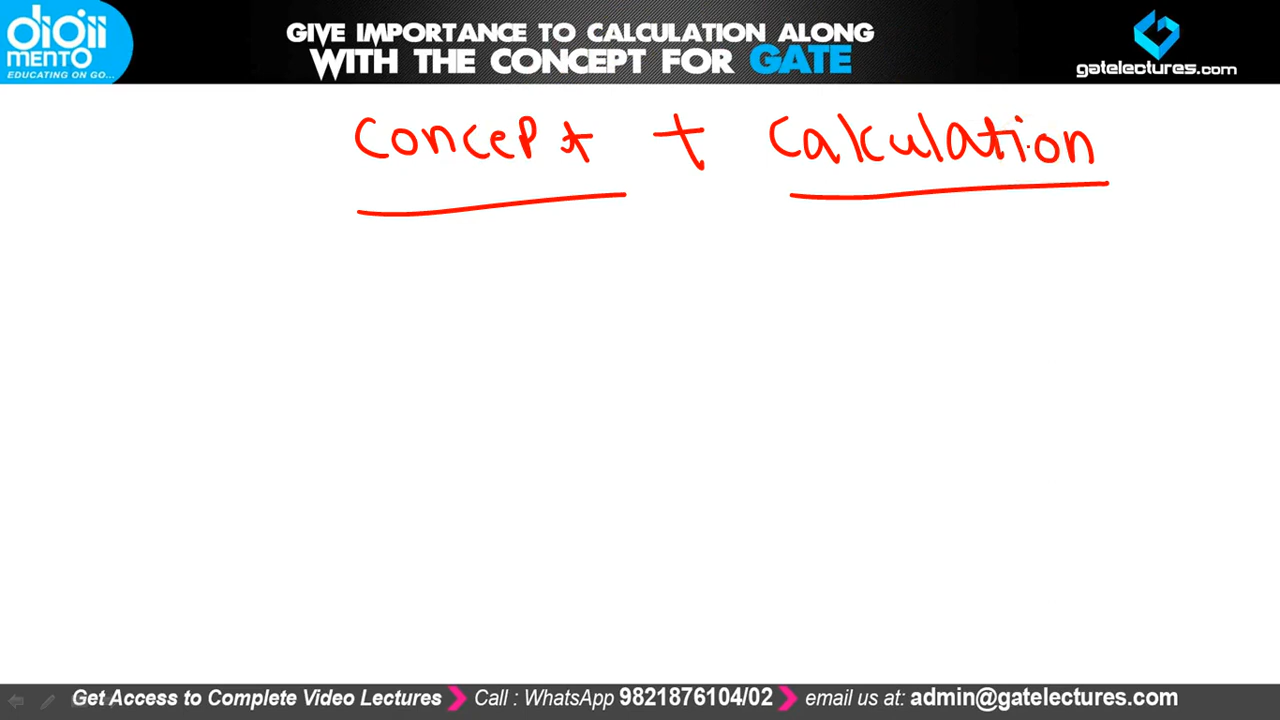 digii
MENTO
EDUCATING ON GO...
GIVE IMPORTANCE TO CALCULATION ALONG
WITH THE CONCEPT FOR GATE
gatelectures.com
Concept + Calculation
Get Access to Complete Video Lectures Call : WhatsApp 9821876104/02 email us at: admin@gatelectures.com